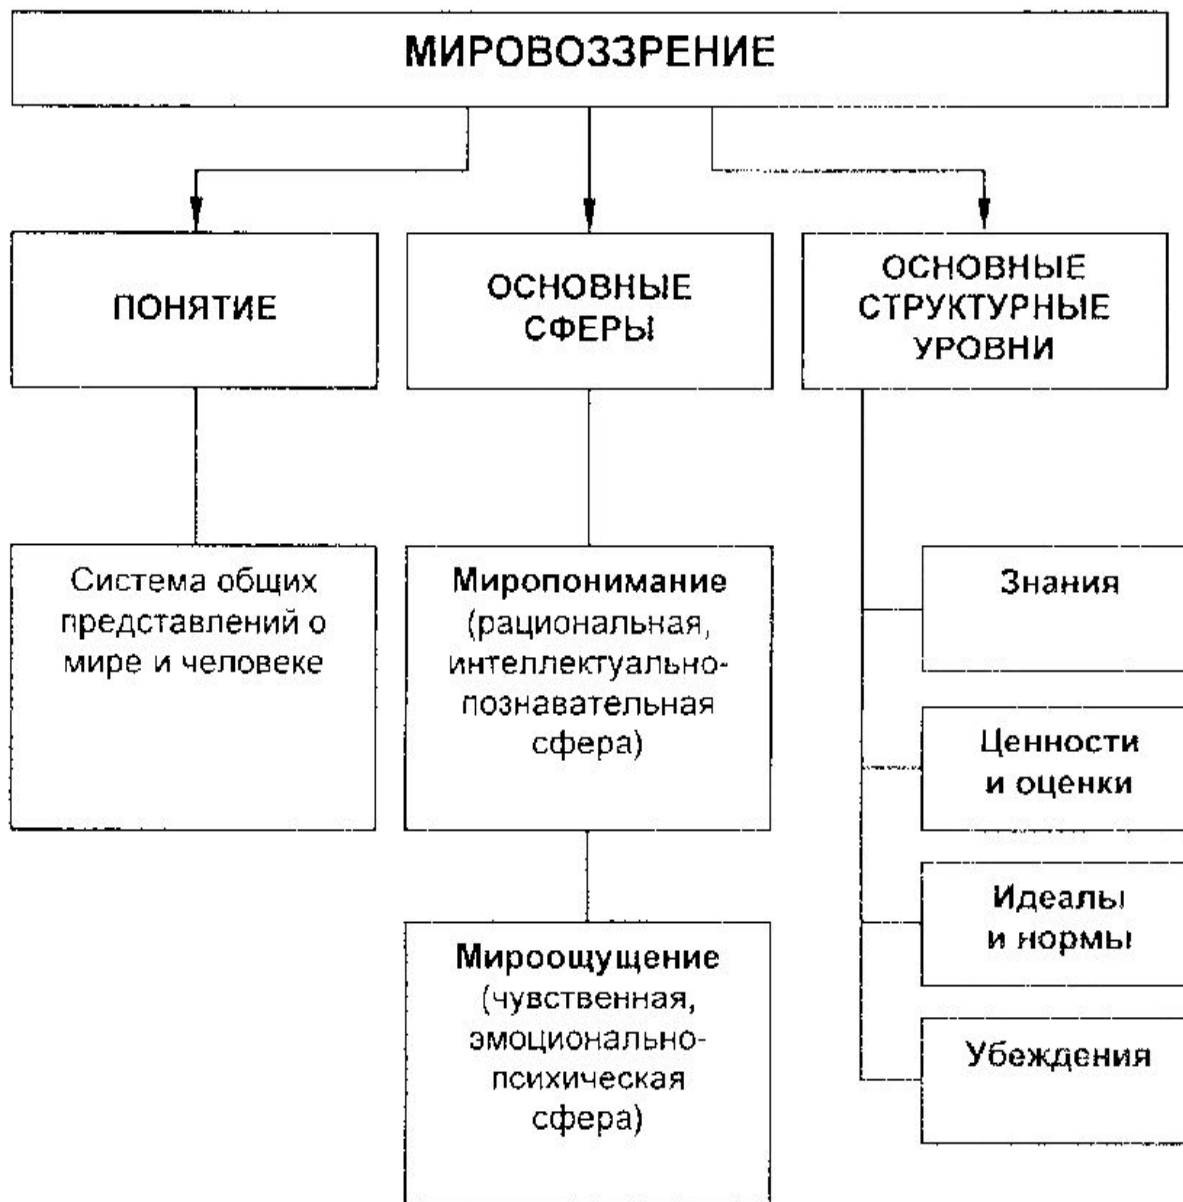 МИРОВОЗЗРЕНИЕ
ПОНЯТИЕ
ОСНОВНЫЕ
СФЕРЫ
ОСНОВНЫЕ
СТРУКТУРНЫЕ
УРОВНИ
Система общих
представлений о
мире и человеке
Миропонимание
(рациональная,
интеллектуально-
познавательная
сфера)
Мироощущение
(чувственная,
эмоционально-
психическая
сфера)
Знания
Ценности
и оценки
Идеалы
и нормы
Убеждения